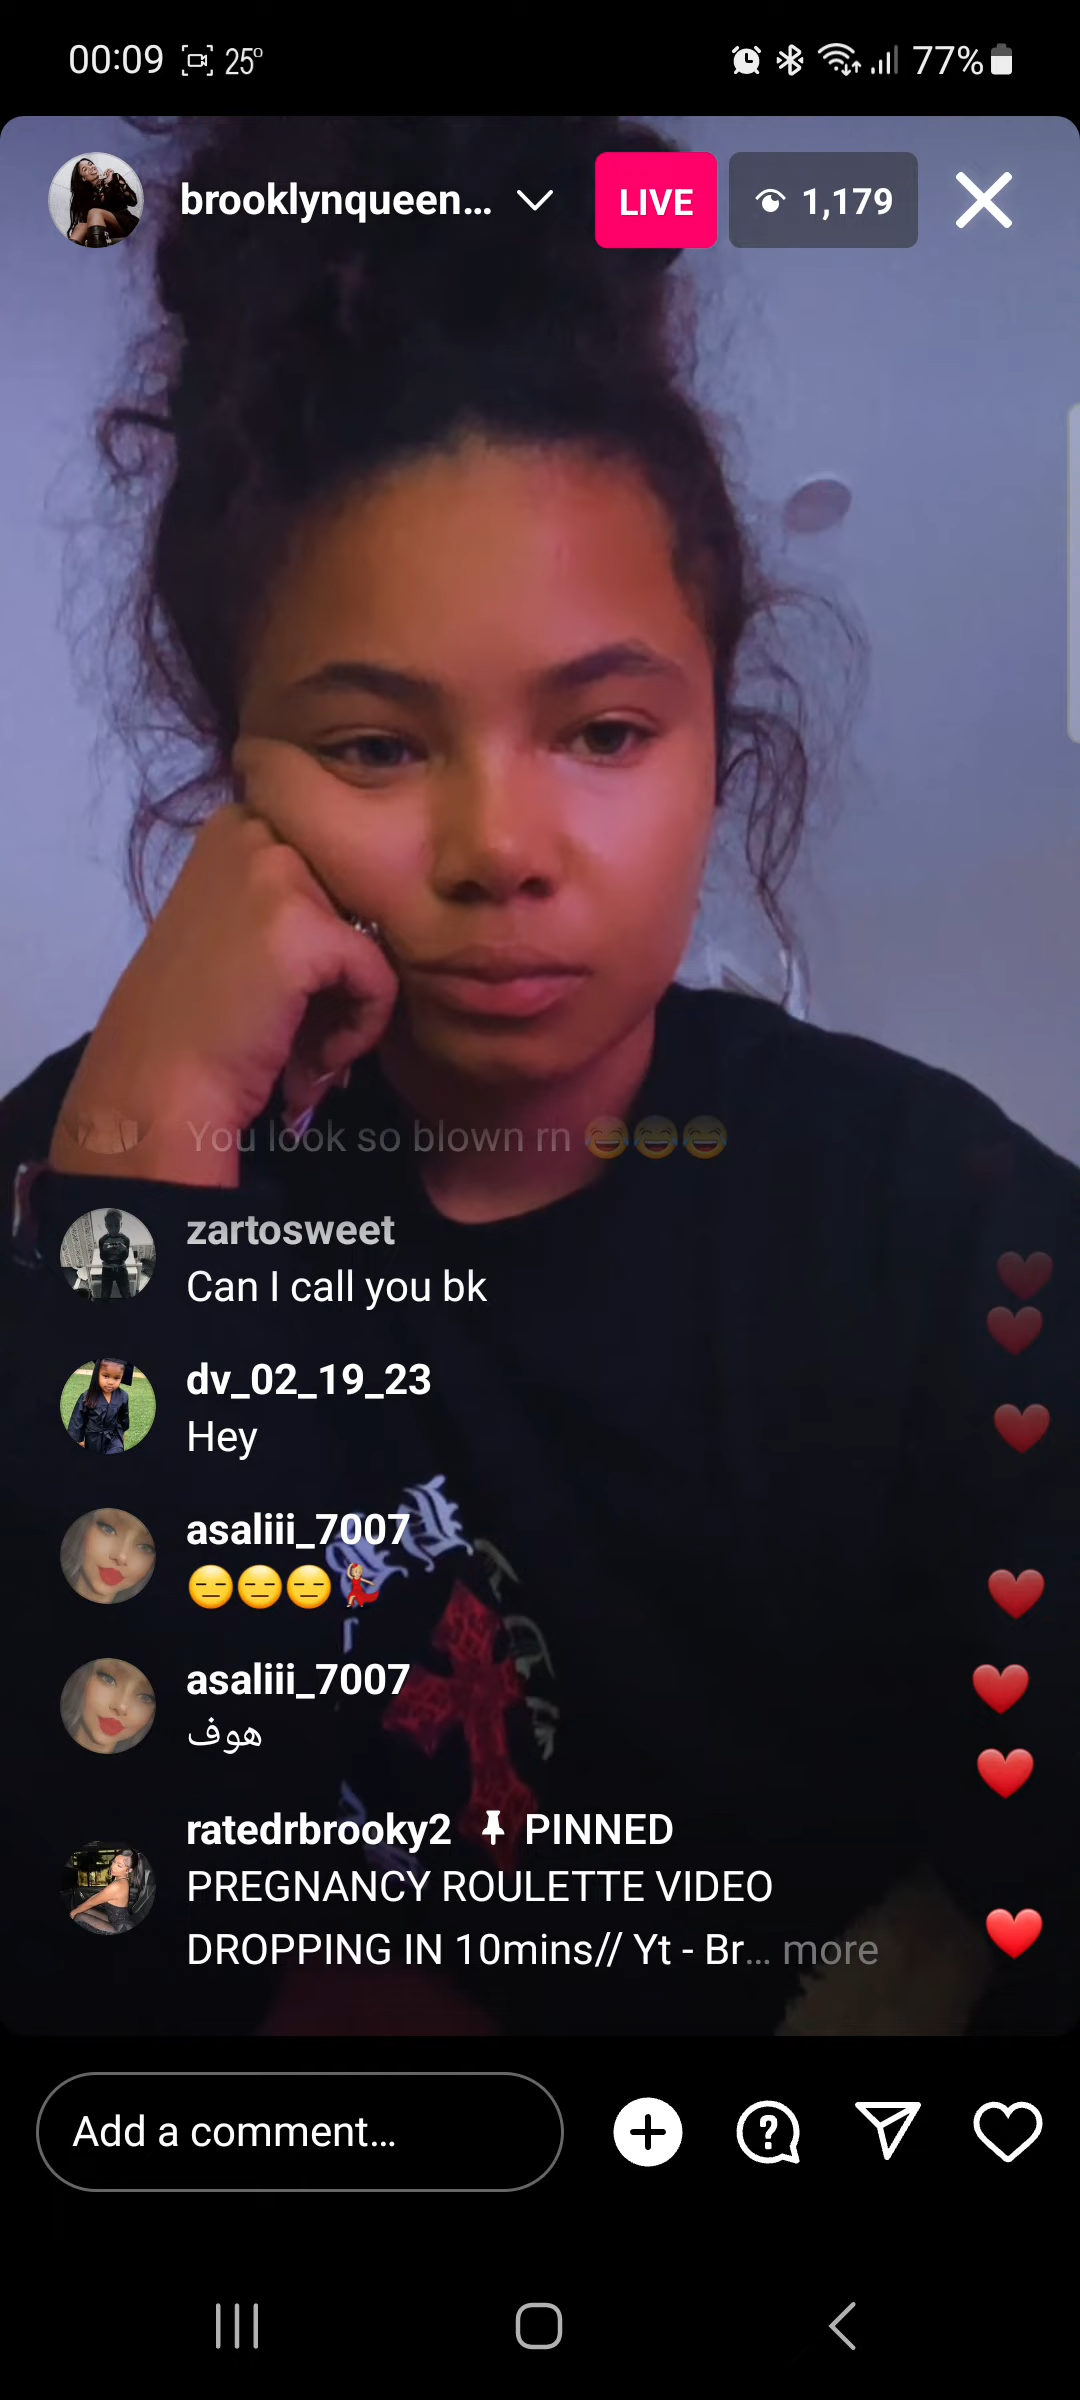 00:09 25°
77%
brooklynqueen...
LIVE
1,179
You look so blown rn 😂😂😂
zartosweet
Can I call you bk
dv_02_19_23
Hey
asaliii_7007
😑😑😑💃🏼
asaliii_7007
هوف
ratedrbrooky2 📌 PINNED
PREGNANCY ROULETTE VIDEO
DROPPING IN 10mins// Yt - Br... more
Add a comment...